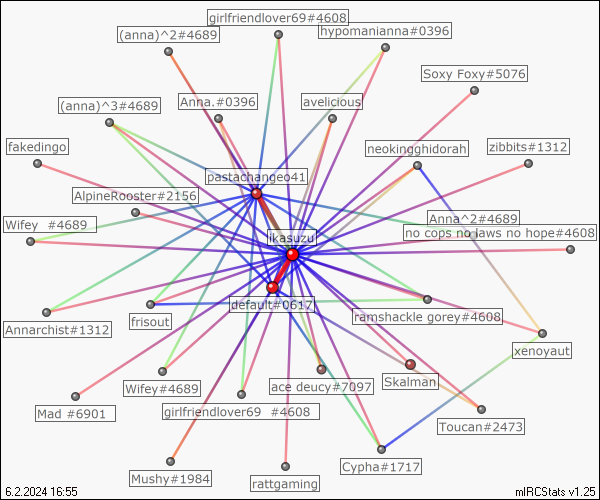 girlfriendlover69#4608
(anna)^2#4689
hypomanianna#0396
Soxy Foxy#5076
(anna)^3#4689
Anna.#0396
avelicious
fakedingo
neokingghidorah
zibbits#1312
pastachangeo41
AlpineRooster#2156
Wifey   #4689
Anna^2#4689
no cops no laws no hope#4608
ikasuzu
default#0617
Annarchist#1312
frisout
ramshackle gorey#4608
xenoyaut
Wifey#4689
ace deucy#7097
Skalman
Mad #6901
girlfriendlover69   #4608
Toucan#2473
Mushy#1984
rattgaming
Cypha#1717
6.2.2024 16:55
mIRCStats v1.25